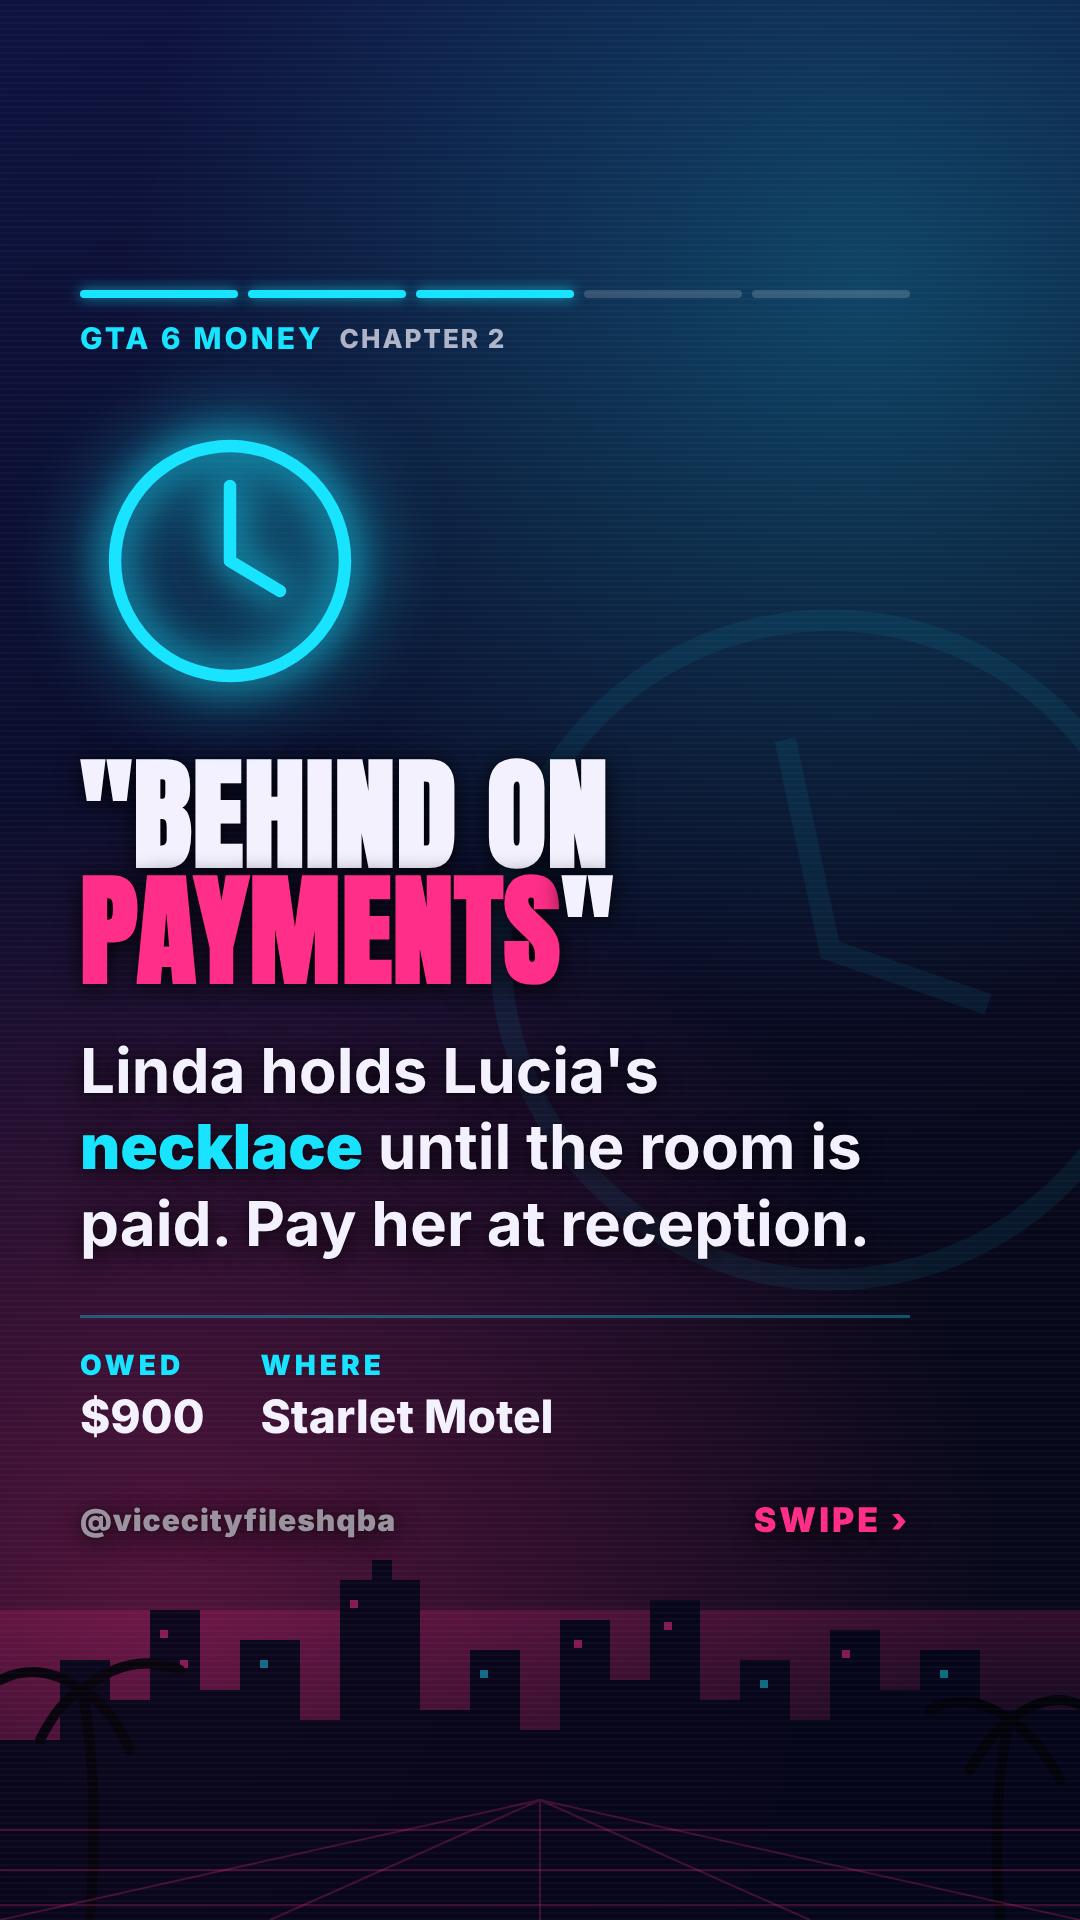 GTA 6 MONEY CHAPTER 2
"BEHIND ON
PAYMENTS"
Linda holds Lucia's
necklace until the room is
paid. Pay her at reception.
OWED WHERE
$900 Starlet Motel
@vicecityfileshqba SWIPE ›